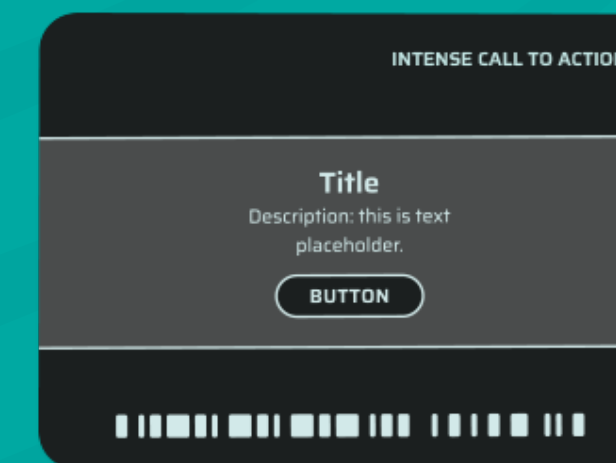 INTENSE CALL TO ACTIO
Title
Description: this is text
placeholder.
BUTTON